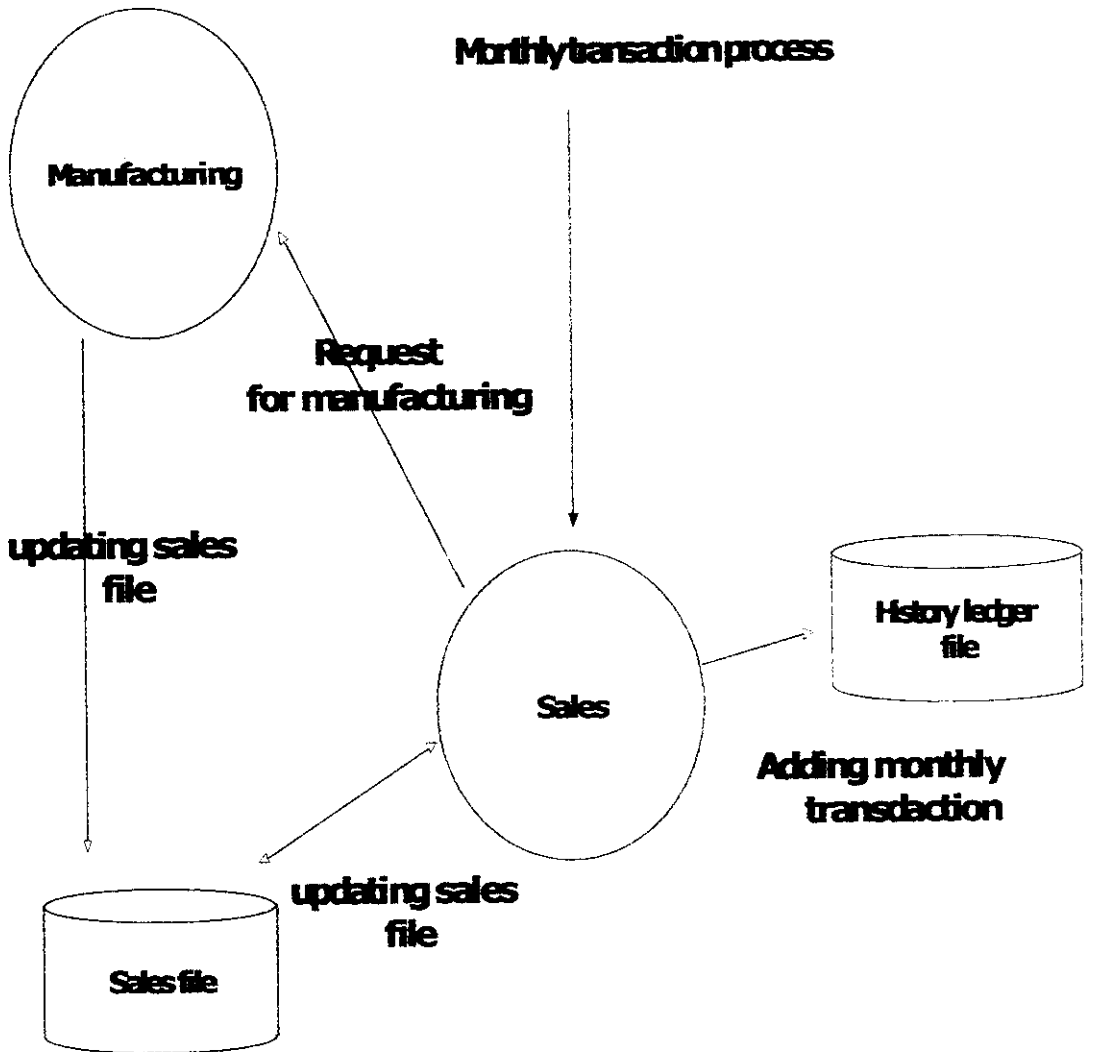 Monthly transaction process
Manufacturing
Request
for manufacturing
updating sales
file
History ledger
file
Sales
Adding monthly
transdaction
updating sales
file
Sales file